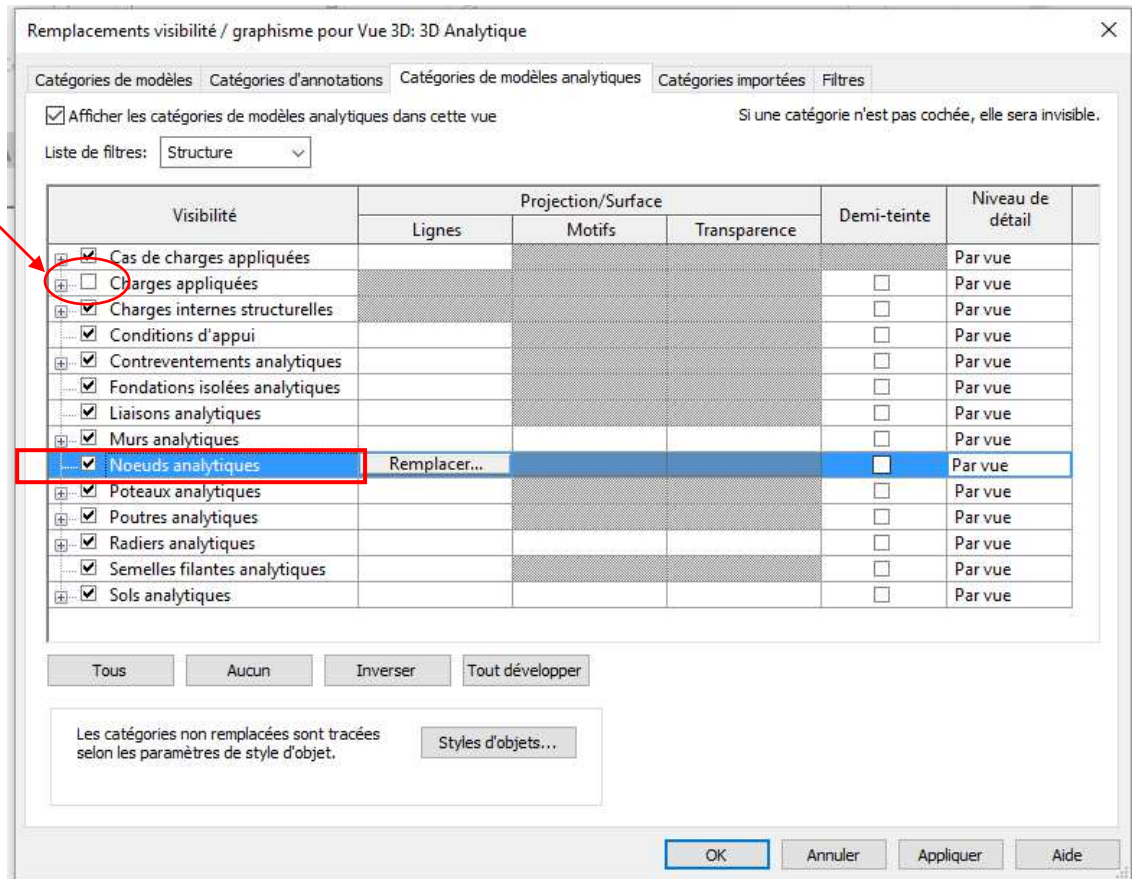 Remplacements visibilité / graphisme pour Vue 3D: 3D Analytique
Catégories de modèles Catégories d'annotations Catégories de modèles analytiques Catégories importées Filtres
Afficher les catégories de modèles analytiques dans cette vue Si une catégorie n'est pas cochée, elle sera invisible.
Liste de filtres: Structure
Visibilité Projection/Surface Demi-teinte Niveau de détail
Lignes Motifs Transparence
Cas de charges appliquées Par vue
Charges appliquées Par vue
Charges internes structurelles Par vue
Conditions d'appui Par vue
Contreventements analytiques Par vue
Fondations isolées analytiques Par vue
Liaisons analytiques Par vue
Murs analytiques Par vue
Noeuds analytiques Remplacer... Par vue
Poteaux analytiques Par vue
Poutres analytiques Par vue
Radiers analytiques Par vue
Semelles filantes analytiques Par vue
Sols analytiques Par vue
Tous Aucun Inverser Tout développer
Les catégories non remplacées sont tracées
selon les paramètres de style d'objet.
Styles d'objets...
OK Annuler Appliquer Aide